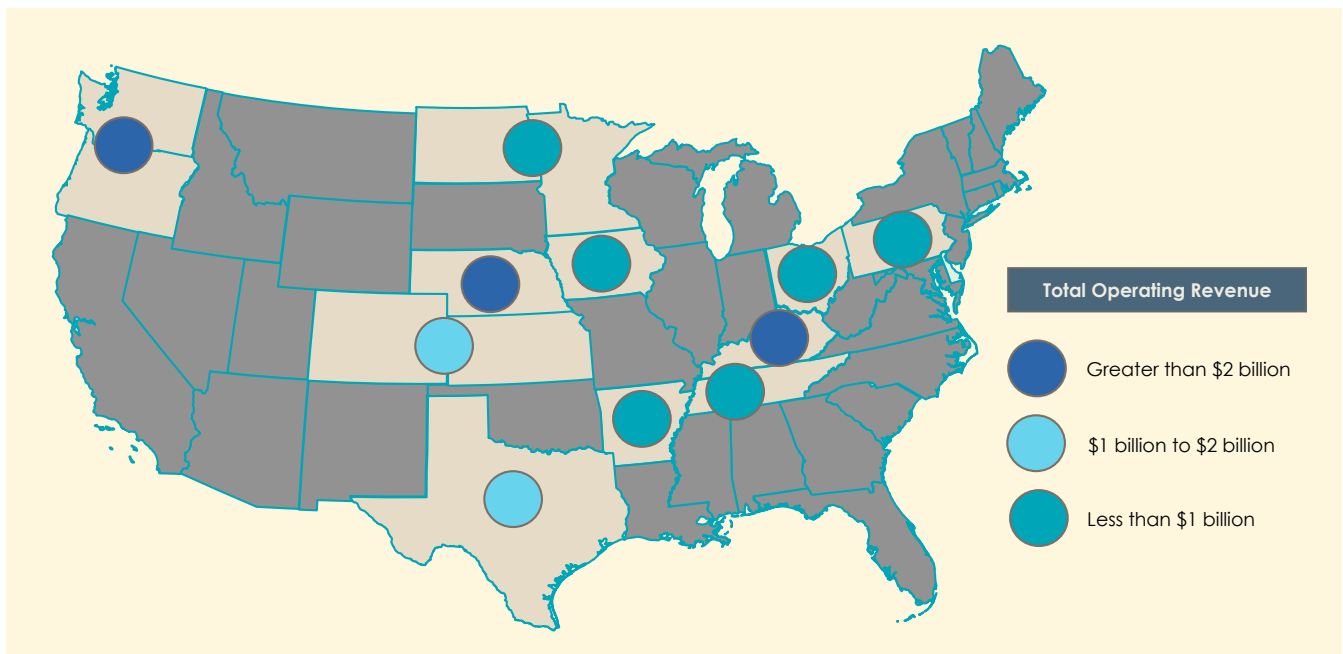 Total Operating Revenue
Greater than $2 billion
$1 billion to $2 billion
Less than $1 billion